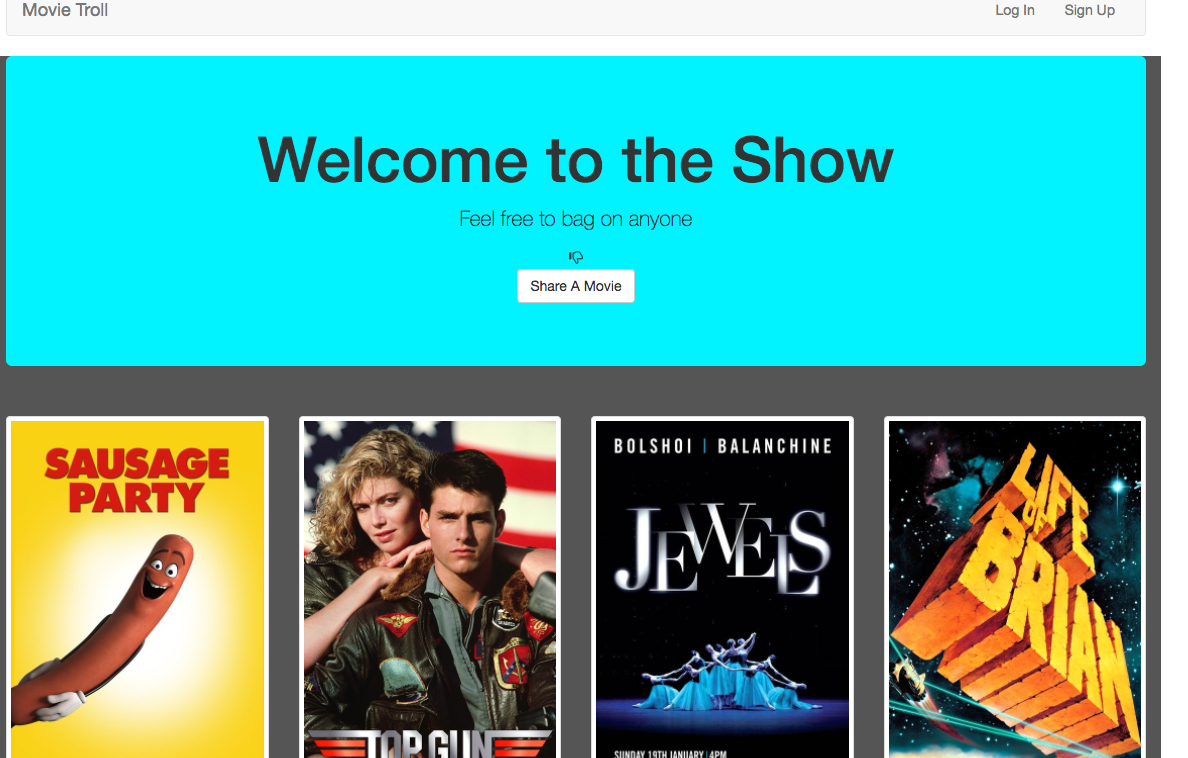 Movie Troll
Log In
Sign Up
Welcome to the Show
Feel free to bag on anyone
Share A Movie
SAUSAGE
PARTY
TOP GUN
BOLSHOI | BALANCHINE
JEWELS
SUNDAY 19TH JANUARY | 4PM
LIFE
OF
BRIAN